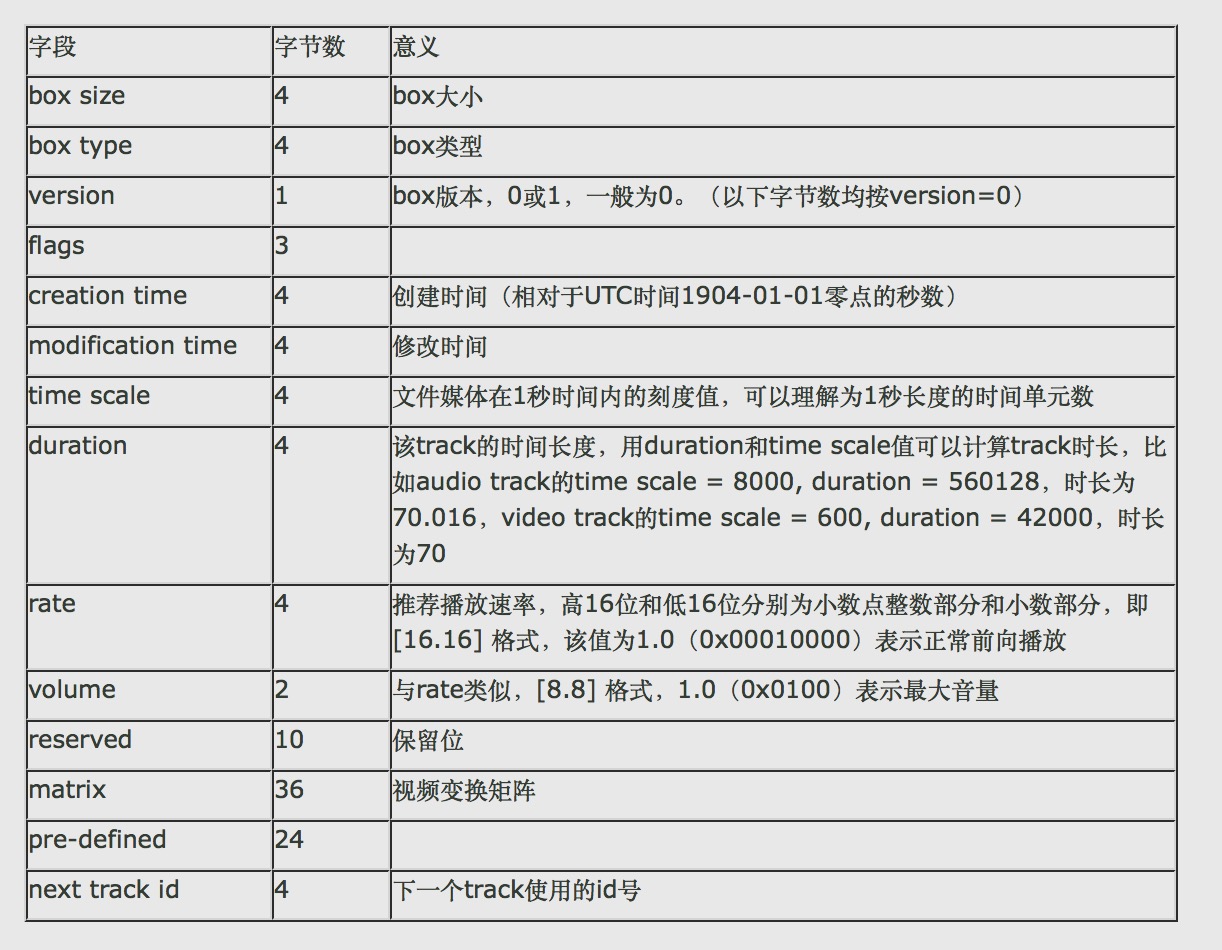 字段 字节数 意义
box size 4 box大小
box type 4 box类型
version 1 box版本，0或1，一般为0。（以下字节数均按version=0）
flags 3
creation time 4 创建时间（相对于UTC时间1904-01-01零点的秒数）
modification time 4 修改时间
time scale 4 文件媒体在1秒时间内的刻度值，可以理解为1秒长度的时间单元数
duration 4 该track的时间长度，用duration和time scale值可以计算track时长，比
如audio track的time scale = 8000, duration = 560128，时长为
70.016，video track的time scale = 600, duration = 42000，时长
为70
rate 4 推荐播放速率，高16位和低16位分别为小数点整数部分和小数部分，即
[16.16] 格式，该值为1.0（0x00010000）表示正常前向播放
volume 2 与rate类似，[8.8] 格式，1.0（0x0100）表示最大音量
reserved 10 保留位
matrix 36 视频变换矩阵
pre-defined 24
next track id 4 下一个track使用的id号